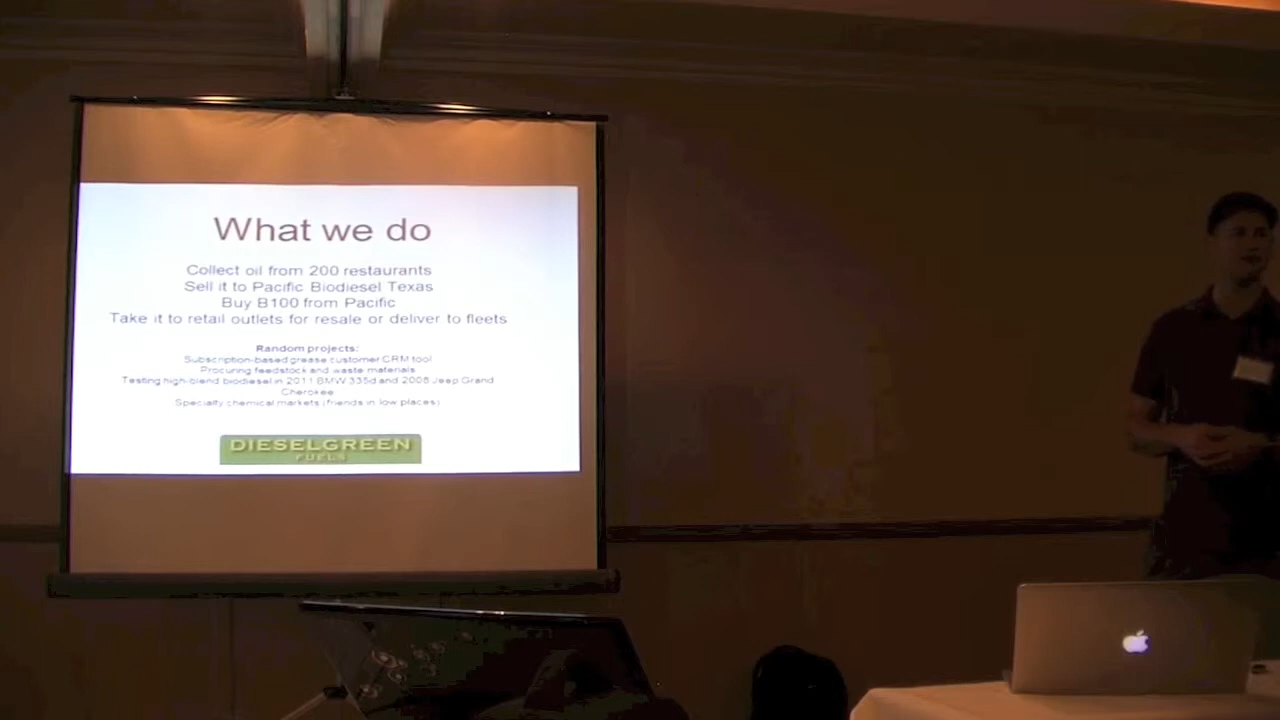 What we do
Collect oil from 200 restaurants
Sell it to Pacific Biodiesel Texas
Buy B100 from Pacific
Take it to retail outlets for resale or deliver to fleets
Random projects:
Subscription-based grease customer CRM tool
Procuring feedstock and waste materials
Testing high-blend biodiesel in 2011 BMW 335d and 2008 Jeep Grand
Cherokee
Specialty chemical markets (friends in low places)
DIESELGREEN
FUELS